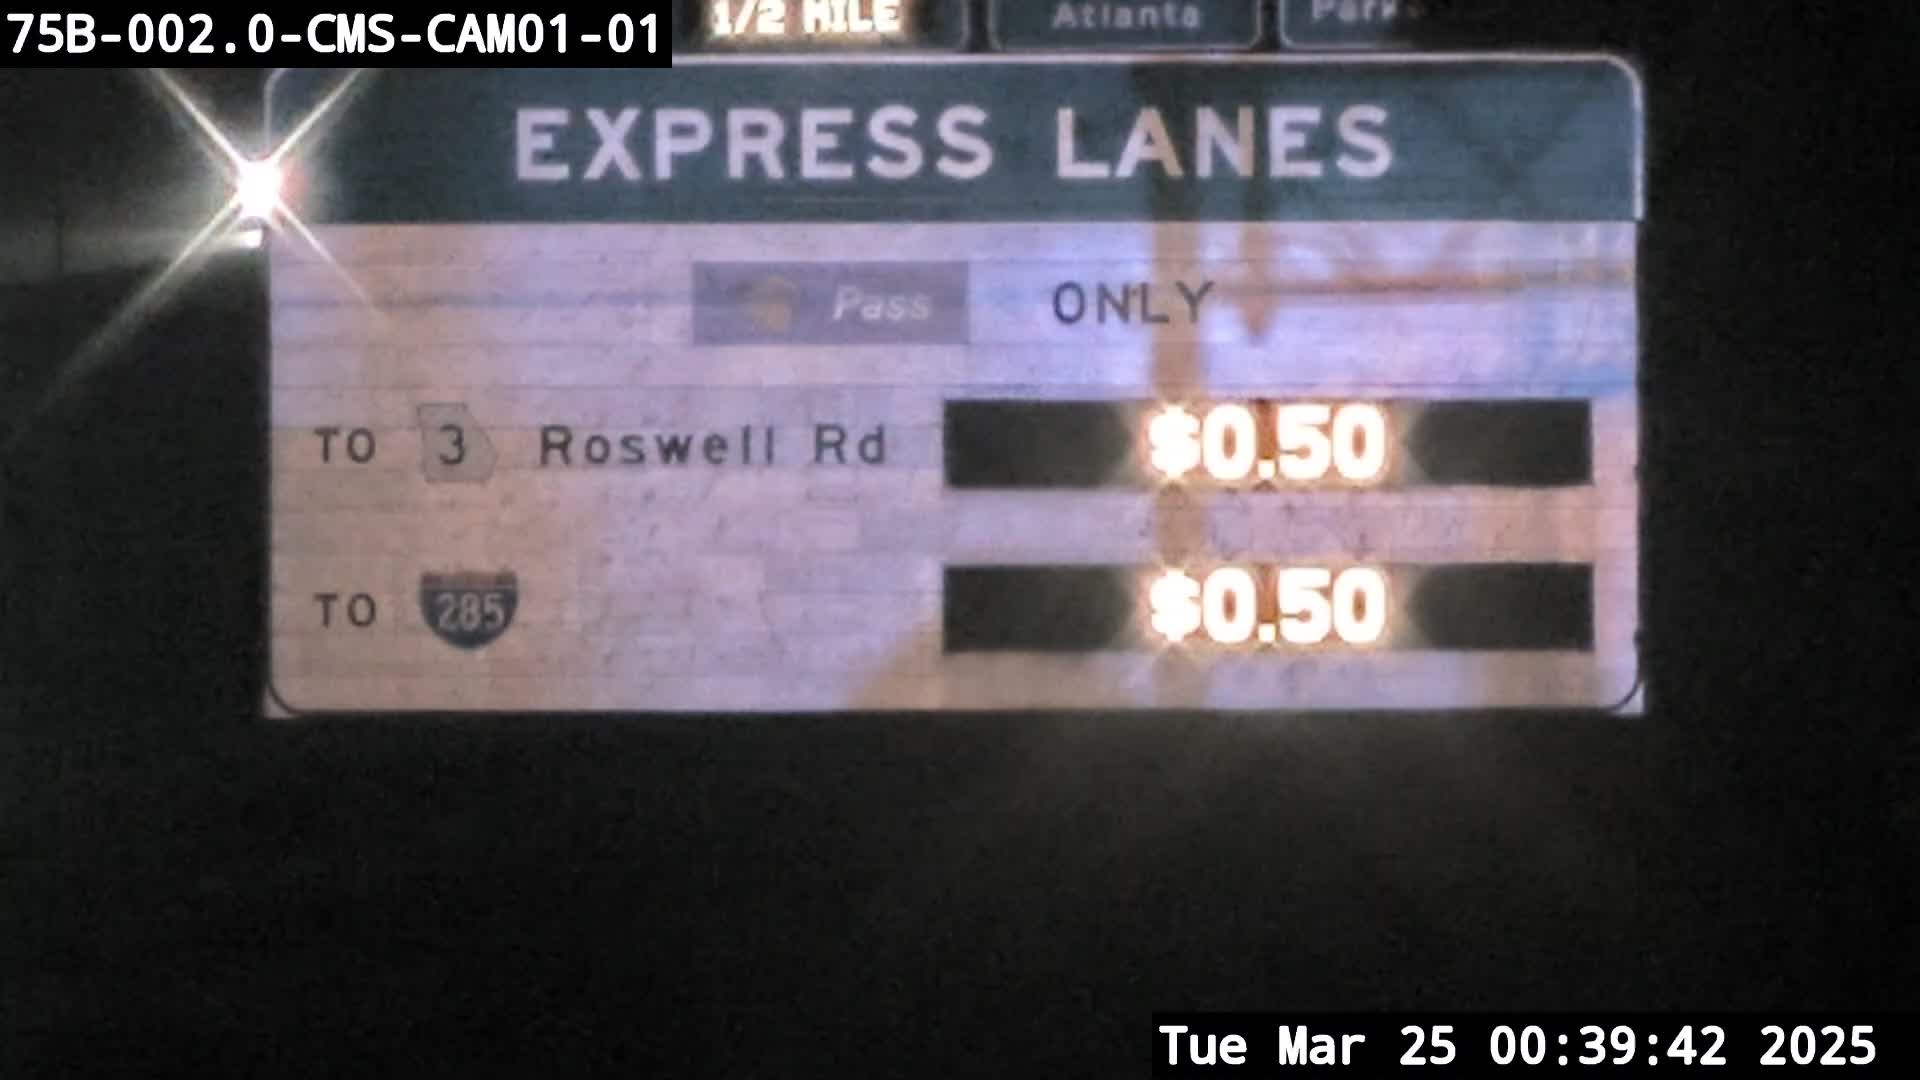 75B-002.0-CMS-CAM01-01
1/2 MILE
Atlanta
Park
EXPRESS LANES
Pass ONLY
TO 3 Roswell Rd $0.50
TO 285 $0.50
Tue Mar 25 00:39:42 2025